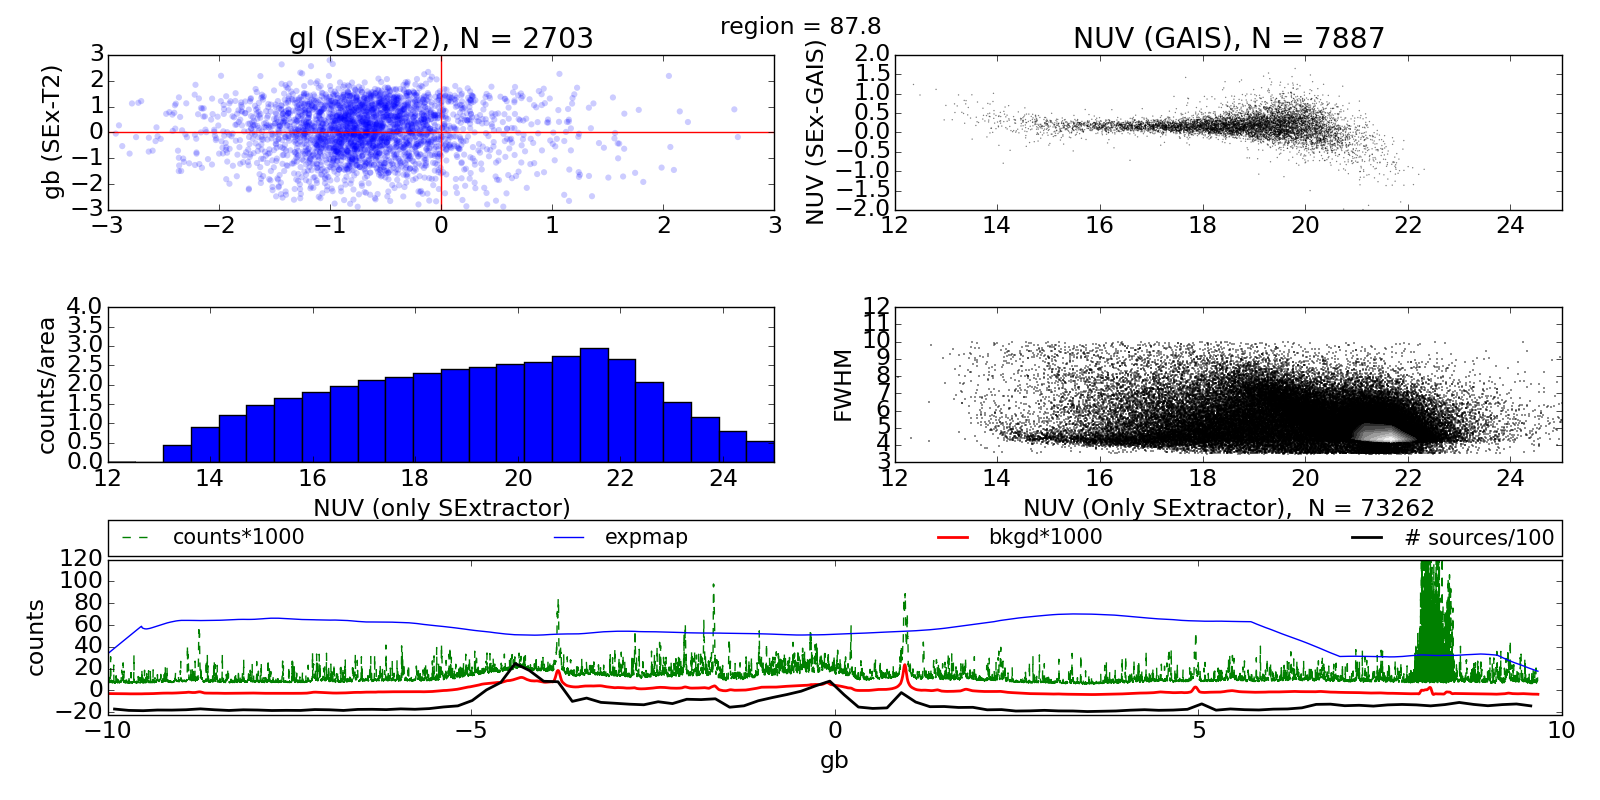 region = 87.8
gl (SEx-T2), N = 2703
NUV (GAIS), N = 7887
gb (SEx-T2)
3
2
1
0
−1
−2
−3
−3 −2 −1 0 1 2 3
NUV (SEx-GAIS)
2.0
1.5
1.0
0.5
0.0
−0.5
−1.0
−1.5
−2.0
12 14 16 18 20 22 24
counts/area
4.0
3.5
3.0
2.5
2.0
1.5
1.0
0.5
0.0
12 14 16 18 20 22 24
NUV (only SExtractor)
FWHM
12
11
10
9
8
7
6
5
4
3
12 14 16 18 20 22 24
NUV (Only SExtractor), N = 73262
counts*1000 expmap bkgd*1000 # sources/100
counts
120
100
80
60
40
20
0
−20
−10 −5 0 5 10
gb